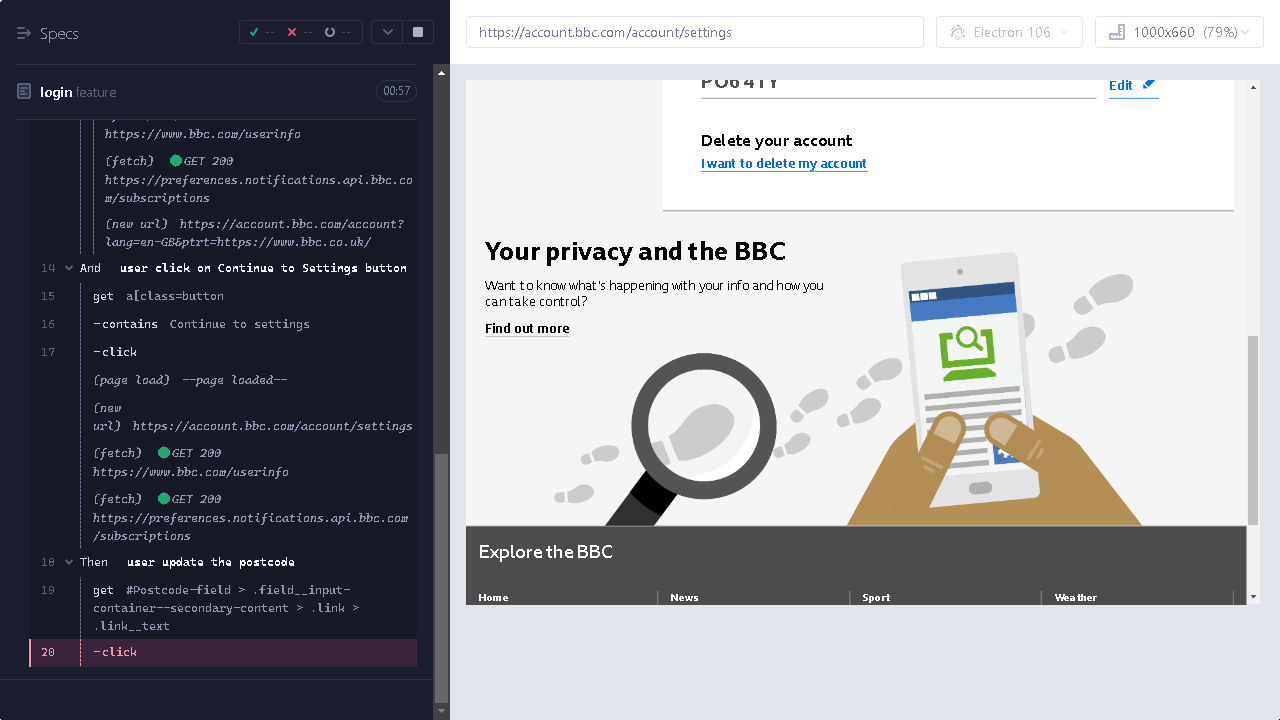 Specs
--
--
--
https://account.bbc.com/account/settings
Electron 106
1000x660 (79%)
login feature
00:57
https://www.bbc.com/userinfo
(fetch) GET 200
https://preferences.notifications.api.bbc.co
m/subscriptions
(new url) https://account.bbc.com/account?
lang=en-GB&ptrt=https://www.bbc.co.uk/
14 And user click on Continue to Settings button
15 get a[class=button
16 -contains Continue to settings
17 -click
(page load) --page loaded--
(new
url) https://account.bbc.com/account/settings
(fetch) GET 200
https://www.bbc.com/userinfo
(fetch) GET 200
https://preferences.notifications.api.bbc.com
/subscriptions
18 Then user update the postcode
19 get #Postcode-field > .field__input-
container--secondary-content > .link >
.link__text
20 -click
PO6 4TY
Edit
Delete your account
I want to delete my account
Your privacy and the BBC
Want to know what's happening with your info and how you
can take control?
Find out more
Explore the BBC
Home
News
Sport
Weather